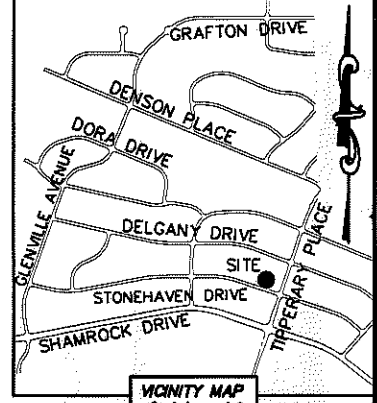 GRAFTON DRIVE
DENSON PLACE
DORA DRIVE
GLENVILLE AVENUE
DELGANY DRIVE
TIPPERARY PLACE
SITE
STONEHAVEN DRIVE
SHAMROCK DRIVE
VICINITY MAP